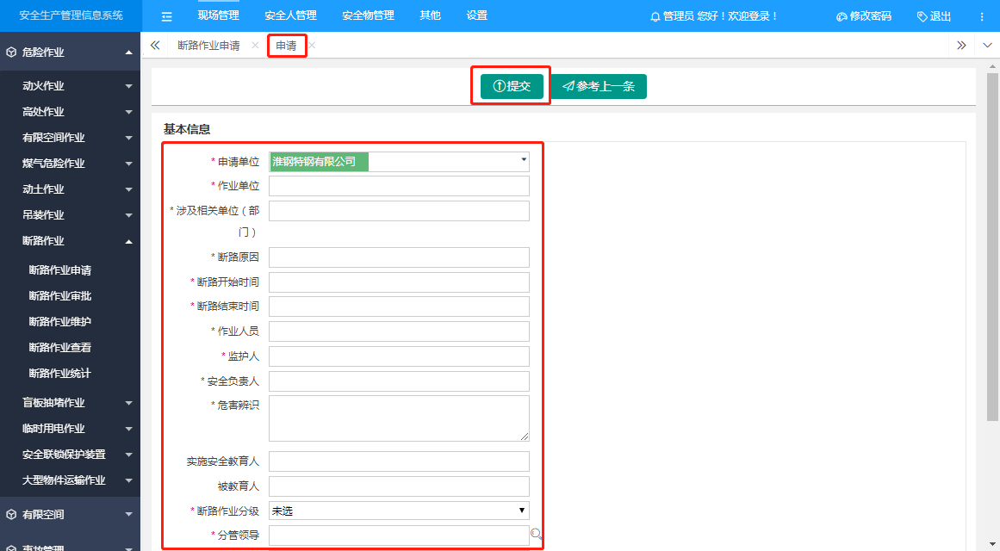 安全生产管理信息系统
现场管理
安全人管理
安全物管理
其他
设置
管理员 您好！欢迎登录！
修改密码
退出
断路作业申请
申请
危险作业
动火作业
高处作业
有限空间作业
煤气危险作业
动土作业
吊装作业
断路作业
断路作业申请
断路作业审批
断路作业维护
断路作业查看
断路作业统计
盲板抽堵作业
临时用电作业
安全联锁保护装置
大型物件运输作业
有限空间
事故管理
提交
参考上一条
基本信息
* 申请单位
淮钢特钢有限公司
* 作业单位
* 涉及相关单位（部
门）
* 断路原因
* 断路开始时间
* 断路结束时间
* 作业人员
* 监护人
* 安全负责人
* 危害辨识
实施安全教育人
被教育人
* 断路作业分级
未选
* 分管领导